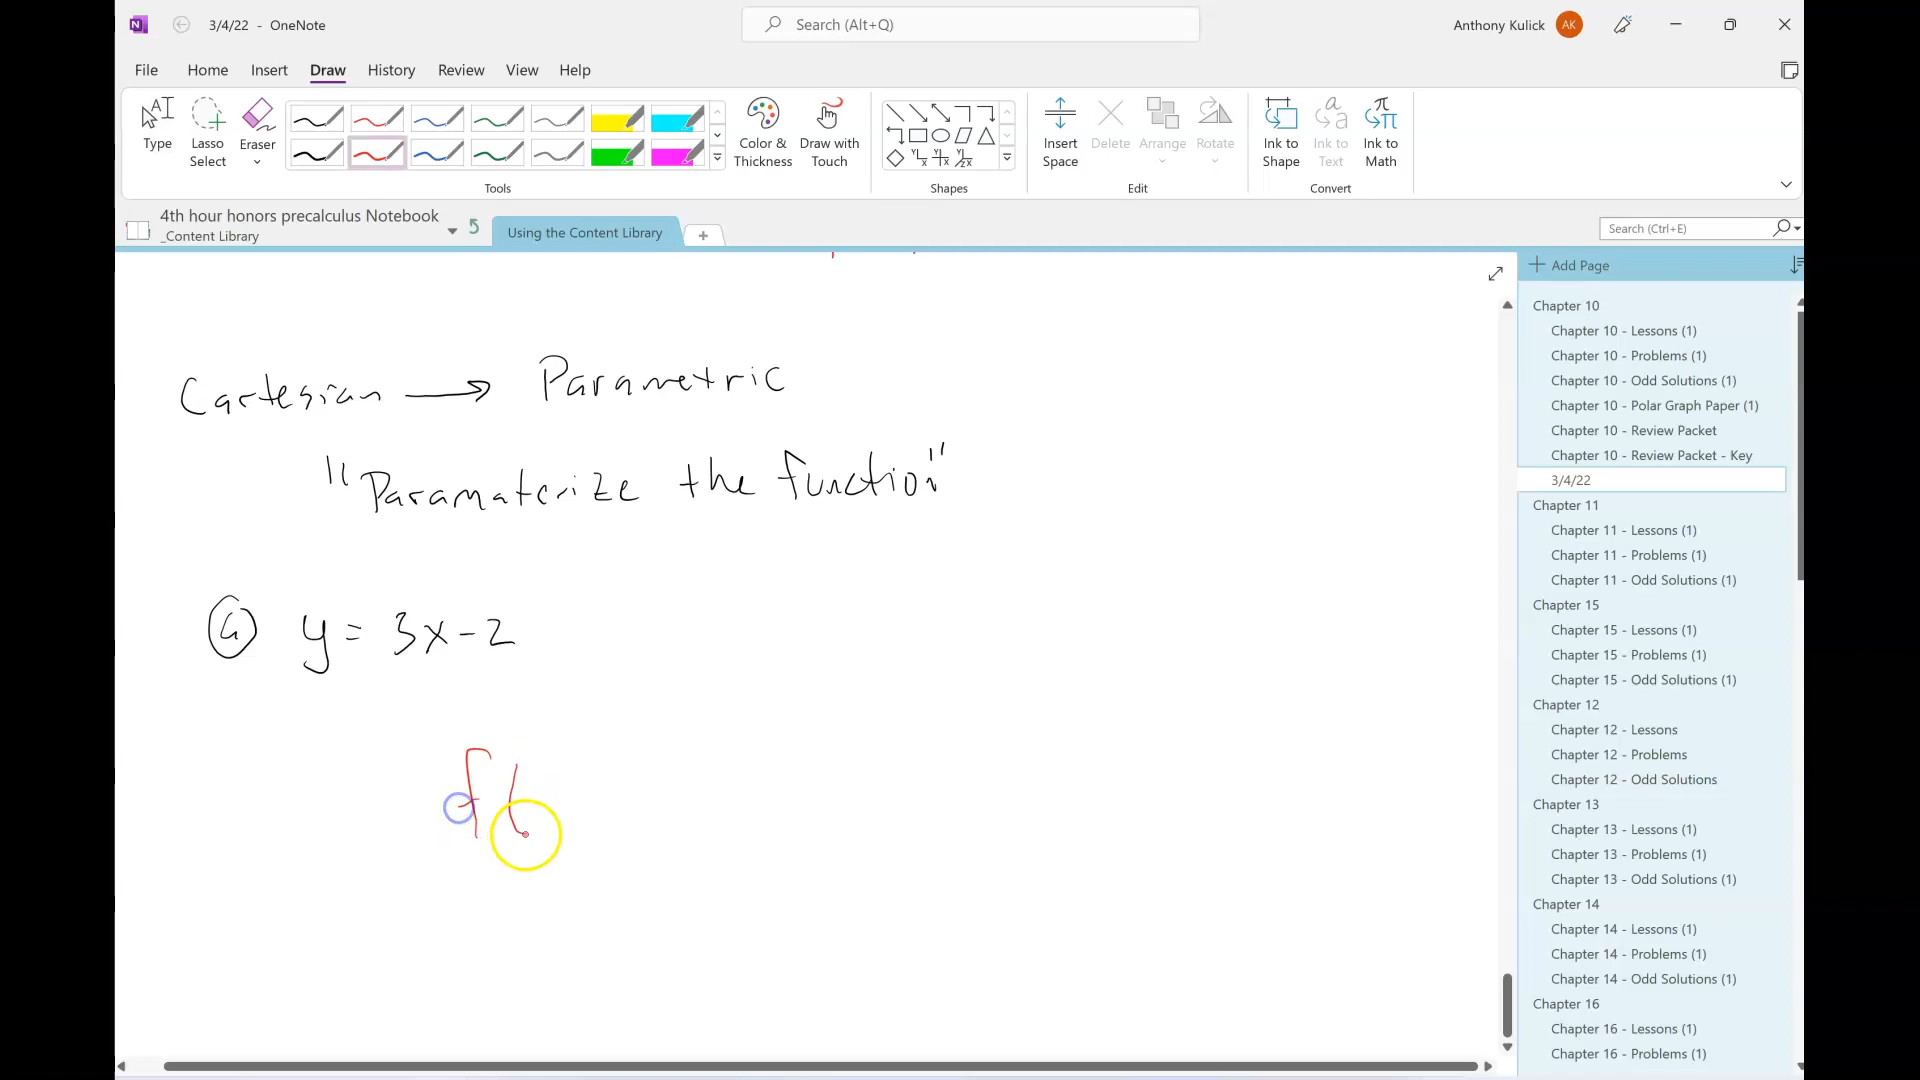 3/4/22 - OneNote
Search (Alt+Q)
Anthony Kulick AK
File Home Insert Draw History Review View Help
Type
Lasso Select
Eraser
Color & Thickness
Draw with Touch
Insert Space
Delete
Arrange
Rotate
Ink to Shape
Ink to Text
Ink to Math
Tools
Shapes
Edit
Convert
4th hour honors precalculus Notebook
_Content Library
Using the Content Library
Search (Ctrl+E)
Add Page
Chapter 10
Chapter 10 - Lessons (1)
Chapter 10 - Problems (1)
Chapter 10 - Odd Solutions (1)
Chapter 10 - Polar Graph Paper (1)
Chapter 10 - Review Packet
Chapter 10 - Review Packet - Key
3/4/22
Chapter 11
Chapter 11 - Lessons (1)
Chapter 11 - Problems (1)
Chapter 11 - Odd Solutions (1)
Chapter 15
Chapter 15 - Lessons (1)
Chapter 15 - Problems (1)
Chapter 15 - Odd Solutions (1)
Chapter 12
Chapter 12 - Lessons
Chapter 12 - Problems
Chapter 12 - Odd Solutions
Chapter 13
Chapter 13 - Lessons (1)
Chapter 13 - Problems (1)
Chapter 13 - Odd Solutions (1)
Chapter 14
Chapter 14 - Lessons (1)
Chapter 14 - Problems (1)
Chapter 14 - Odd Solutions (1)
Chapter 16
Chapter 16 - Lessons (1)
Chapter 16 - Problems (1)
Cartesian → Parametric
"Paramaterize the function"
y = 3x - 2
f(